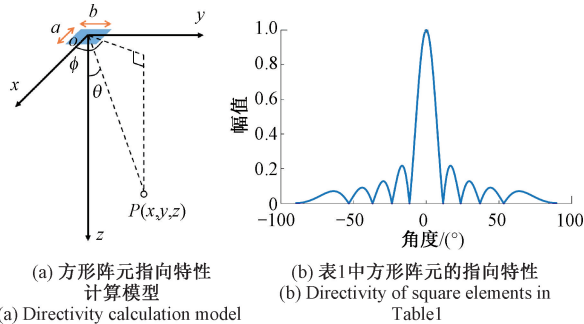 a
b
y
o
x
ϕ
θ
P(x,y,z)
z
(a) 方形阵元指向特性
计算模型
(a) Directivity calculation model
幅值
1.0
0.8
0.6
0.4
0.2
0
−100
−50
0
50
100
角度/(°)
(b) 表1中方形阵元的指向特性
(b) Directivity of square elements in
Table1